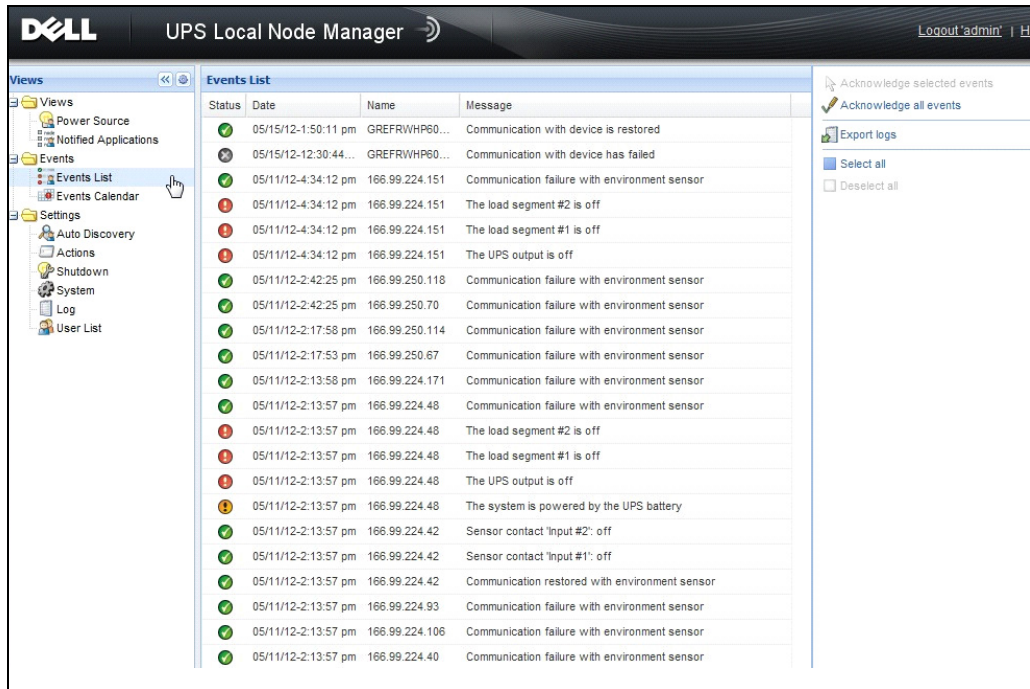 DELL
UPS Local Node Manager
Logout 'admin' | H
Views
Views
Power Source
Notified Applications
Events
Events List
Events Calendar
Settings
Auto Discovery
Actions
Shutdown
System
Log
User List
Events List
Status Date Name Message
05/15/12-1:50:11 pm GREFRWHP60... Communication with device is restored
05/15/12-12:30:44... GREFRWHP60... Communication with device has failed
05/11/12-4:34:12 pm 166.99.224.151 Communication failure with environment sensor
05/11/12-4:34:12 pm 166.99.224.151 The load segment #2 is off
05/11/12-4:34:12 pm 166.99.224.151 The load segment #1 is off
05/11/12-4:34:12 pm 166.99.224.151 The UPS output is off
05/11/12-2:42:25 pm 166.99.250.118 Communication failure with environment sensor
05/11/12-2:42:25 pm 166.99.250.70 Communication failure with environment sensor
05/11/12-2:17:58 pm 166.99.250.114 Communication failure with environment sensor
05/11/12-2:17:53 pm 166.99.250.67 Communication failure with environment sensor
05/11/12-2:13:58 pm 166.99.224.171 Communication failure with environment sensor
05/11/12-2:13:57 pm 166.99.224.48 Communication failure with environment sensor
05/11/12-2:13:57 pm 166.99.224.48 The load segment #2 is off
05/11/12-2:13:57 pm 166.99.224.48 The load segment #1 is off
05/11/12-2:13:57 pm 166.99.224.48 The UPS output is off
05/11/12-2:13:57 pm 166.99.224.48 The system is powered by the UPS battery
05/11/12-2:13:57 pm 166.99.224.42 Sensor contact 'Input #2': off
05/11/12-2:13:57 pm 166.99.224.42 Sensor contact 'Input #1': off
05/11/12-2:13:57 pm 166.99.224.42 Communication restored with environment sensor
05/11/12-2:13:57 pm 166.99.224.93 Communication failure with environment sensor
05/11/12-2:13:57 pm 166.99.224.106 Communication failure with environment sensor
05/11/12-2:13:57 pm 166.99.224.40 Communication failure with environment sensor
Acknowledge selected events
Acknowledge all events
Export logs
Select all
Deselect all